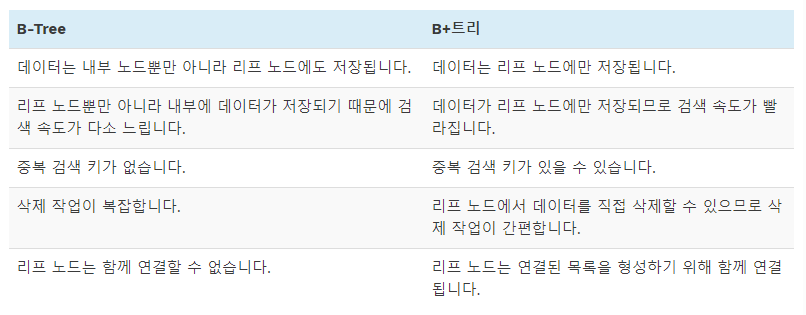 B-Tree
B+트리
데이터는 내부 노드뿐만 아니라 리프 노드에도 저장됩니다.
데이터는 리프 노드에만 저장됩니다.
리프 노드뿐만 아니라 내부에 데이터가 저장되기 때문에 검
색 속도가 다소 느립니다.
데이터가 리프 노드에만 저장되므로 검색 속도가 빨
라집니다.
중복 검색 키가 없습니다.
중복 검색 키가 있을 수 있습니다.
삭제 작업이 복잡합니다.
리프 노드에서 데이터를 직접 삭제할 수 있으므로 삭
제 작업이 간편합니다.
리프 노드는 함께 연결할 수 없습니다.
리프 노드는 연결된 목록을 형성하기 위해 함께 연결
됩니다.